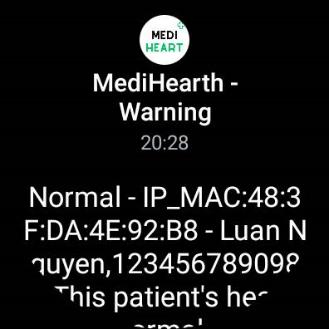 MEDI
HEART
MediHearth -
Warning
20:28
Normal - IP_MAC:48:3
F:DA:4E:92:B8 - Luan N
guyen,123456789098
This patient's hea